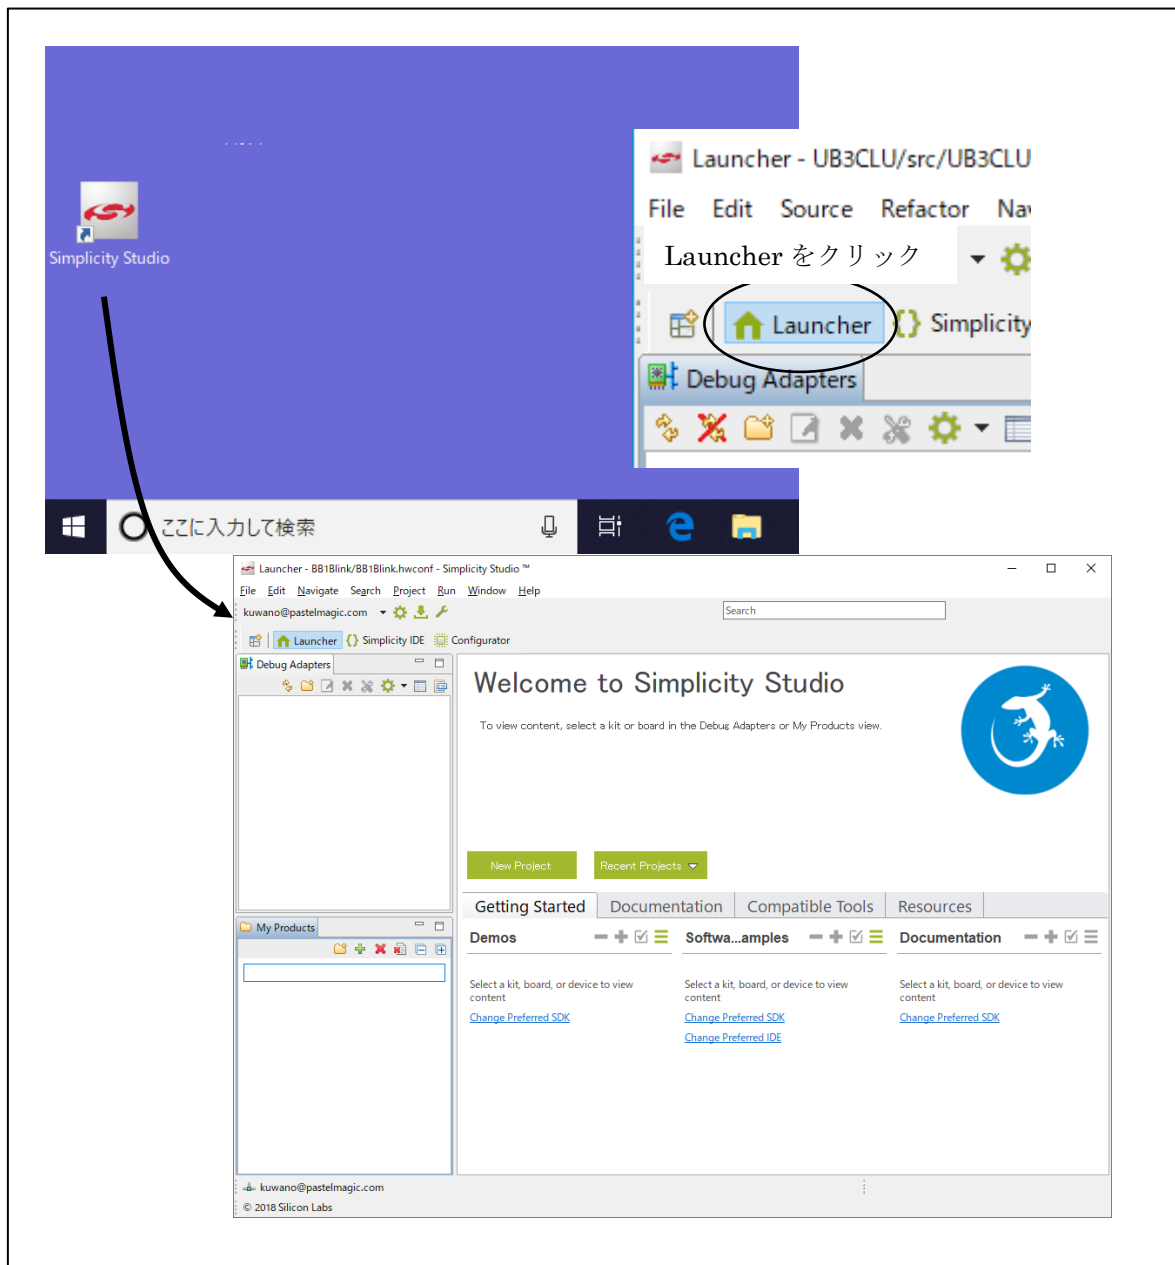 Simplicity Studio
Launcher - UB3CLU/src/UB3CLU
File Edit Source Refactor Nav
Launcher をクリック
Launcher Simplicity
Debug Adapters
ここに入力して検索
Launcher - BB1Blink/BB1Blink.hwconf - Simplicity Studio ™
File Edit Navigate Search Project Run Window Help
kuwano@pastelmagic.com Search
Launcher Simplicity IDE Configurator
Debug Adapters
Welcome to Simplicity Studio
To view content, select a kit or board in the Debug Adapters or My Products view.
New Project Recent Projects
Getting Started Documentation Compatible Tools Resources
My Products
Demos Softwa...amples Documentation
Select a kit, board, or device to view
content
Change Preferred SDK
Select a kit, board, or device to view
content
Change Preferred SDK
Change Preferred IDE
Select a kit, board, or device to view
content
Change Preferred SDK
kuwano@pastelmagic.com
© 2018 Silicon Labs